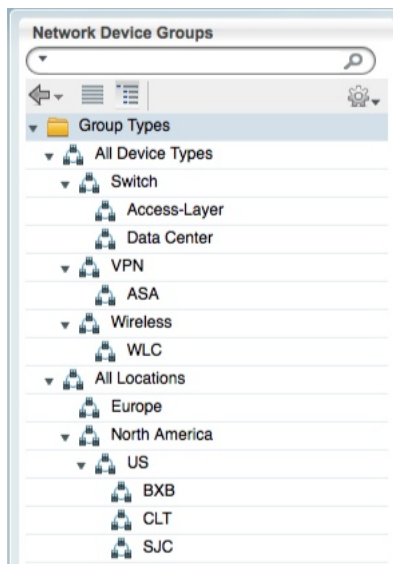 Network Device Groups
Group Types
All Device Types
Switch
Access-Layer
Data Center
VPN
ASA
Wireless
WLC
All Locations
Europe
North America
US
BXB
CLT
SJC